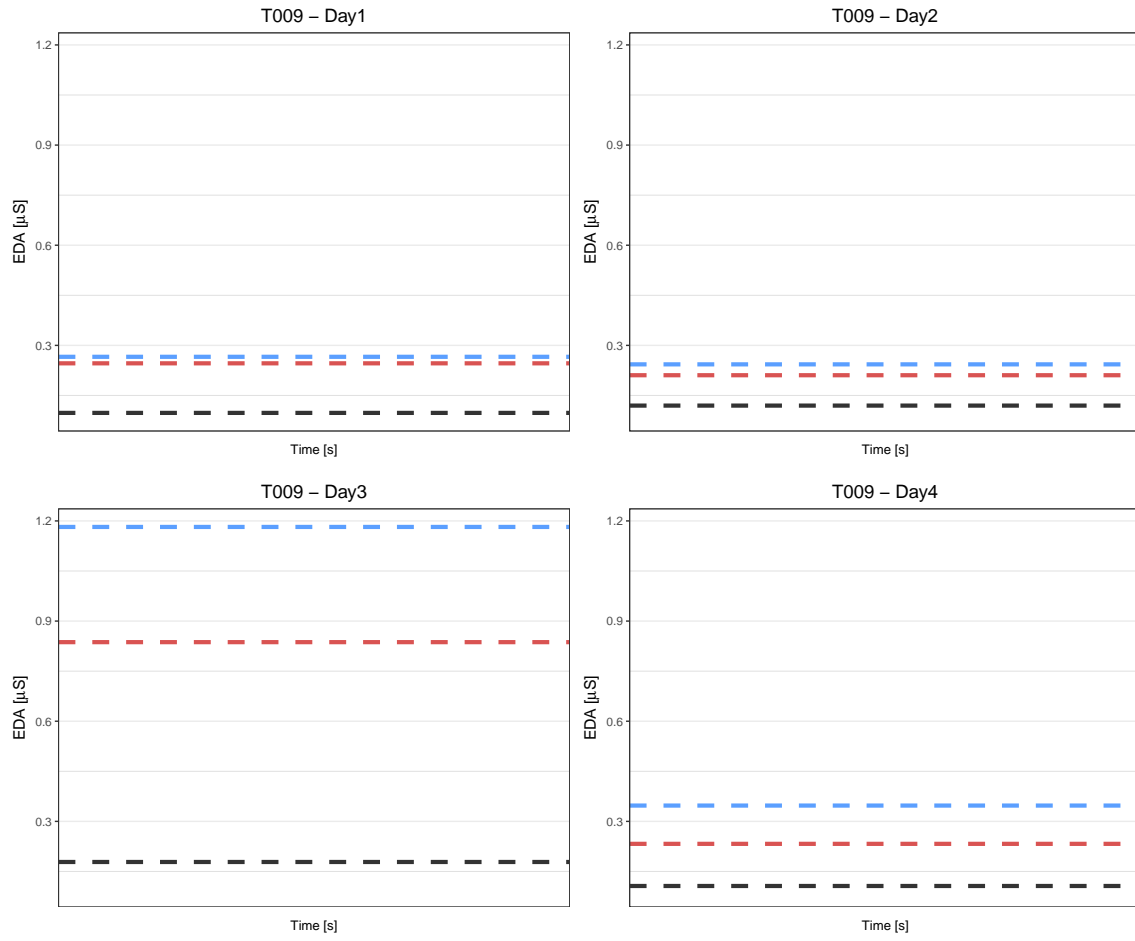 T009 – Day1
1.2
0.9
0.6
0.3
EDA [μS]
Time [s]
T009 – Day2
1.2
0.9
0.6
0.3
EDA [μS]
Time [s]
T009 – Day3
1.2
0.9
0.6
0.3
EDA [μS]
Time [s]
T009 – Day4
1.2
0.9
0.6
0.3
EDA [μS]
Time [s]